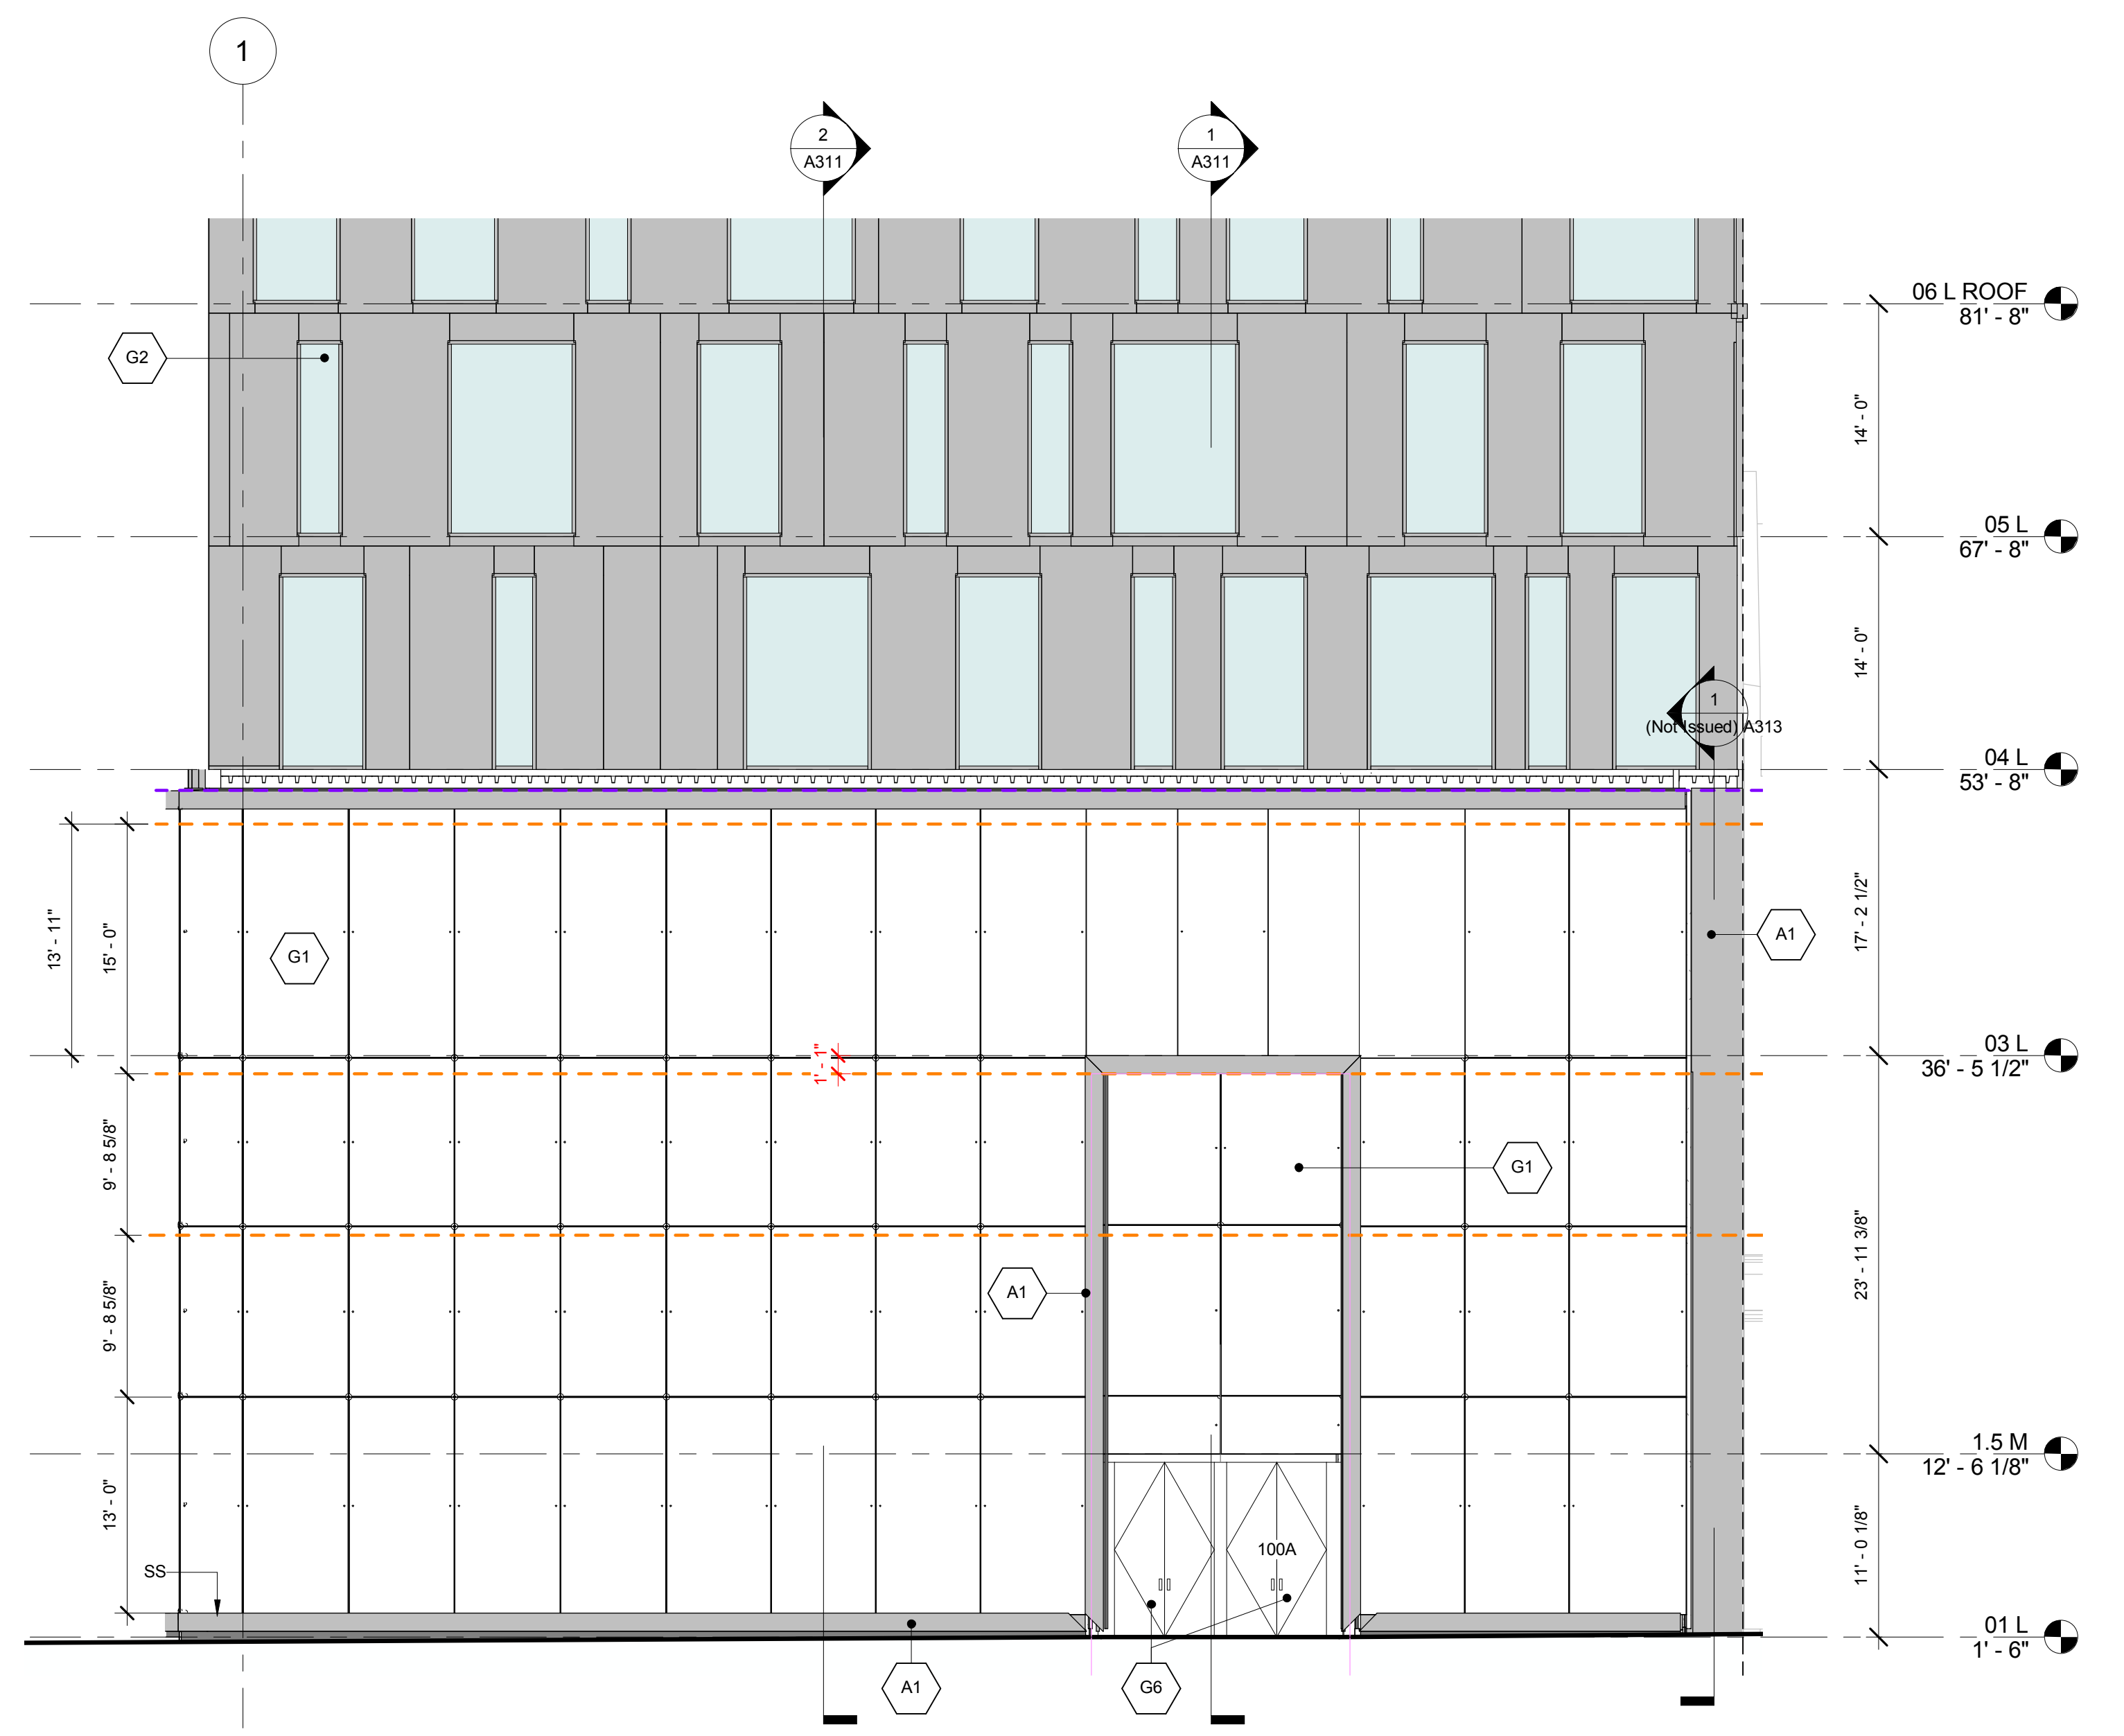 1
2
A311
1
A311
06 L ROOF
81' - 8"
G2
14' - 0"
05 L
67' - 8"
14' - 0"
1
(Not Issued) A313
04 L
53' - 8"
13' - 11"
15' - 0"
G1
17' - 2 1/2"
A1
1' - 1"
03 L
36' - 5 1/2"
9' - 8 5/8"
G1
23' - 11 3/8"
A1
9' - 8 5/8"
1.5 M
12' - 6 1/8"
13' - 0"
100A
11' - 0 1/8"
SS
01 L
1' - 6"
A1
G6